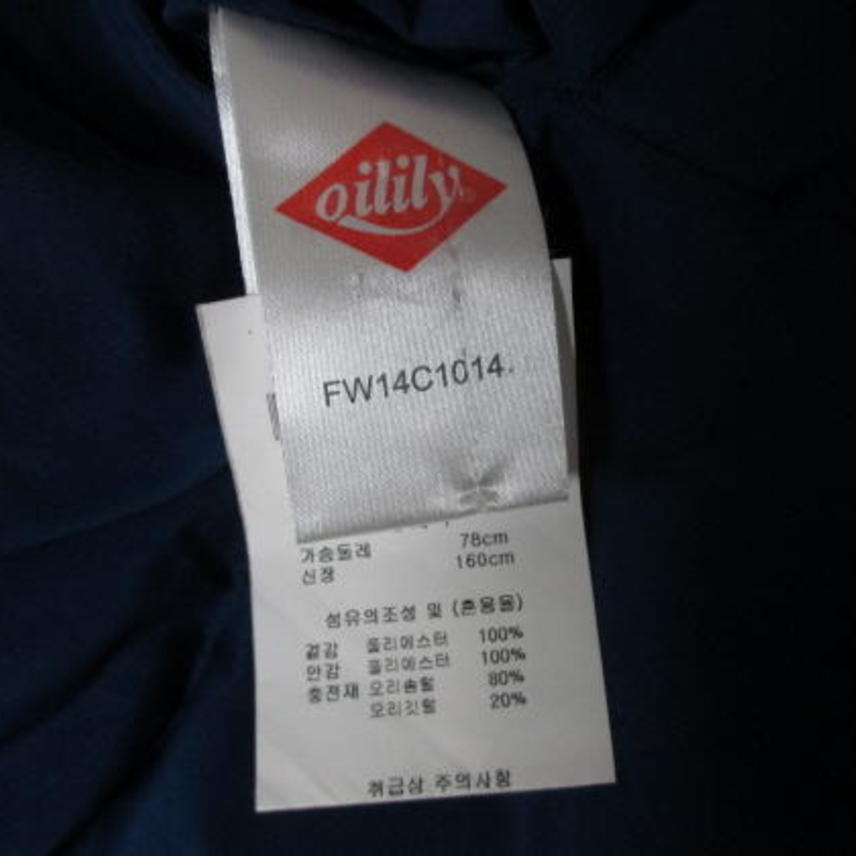 oilily®
FW14C1014.
가슴둘레 78cm
신장 160cm
섬유의조성 및 (혼용율)
겉감 폴리에스터 100%
안감 폴리에스터 100%
충전재 오리솜털 80%
오리깃털 20%
취급상 주의사항